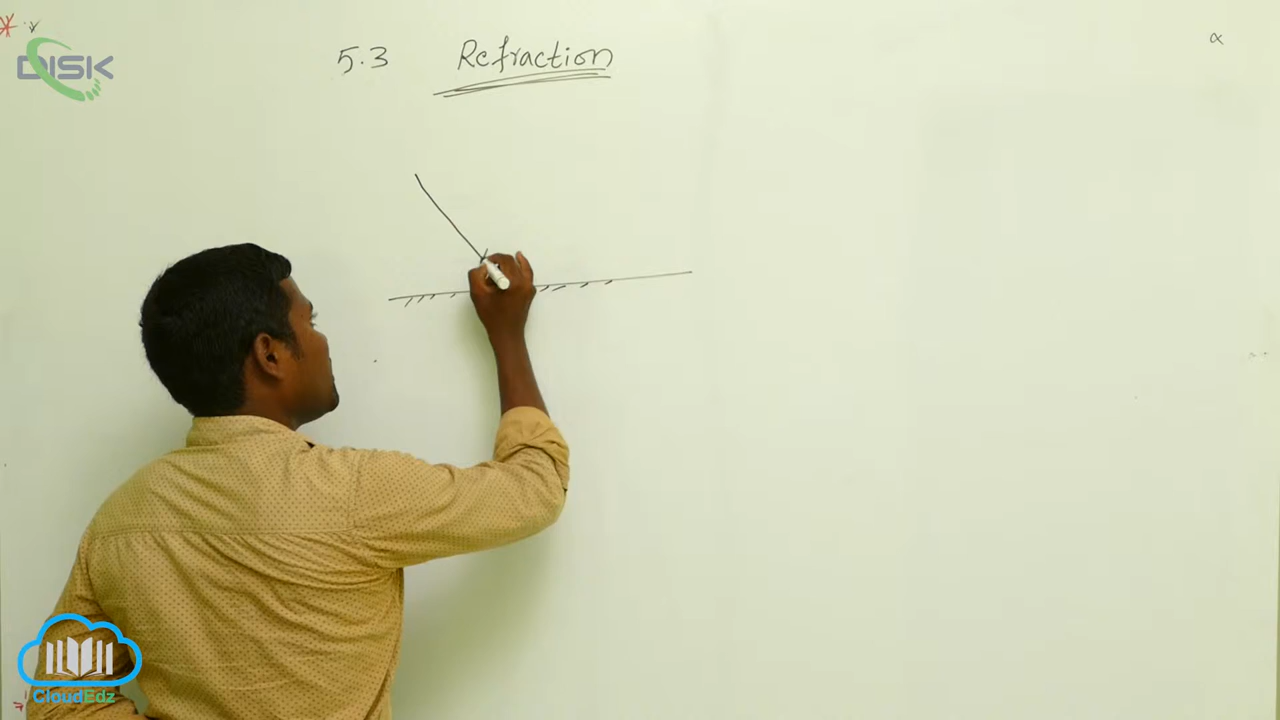 DISK
5.3 Refraction
α
CloudEdz